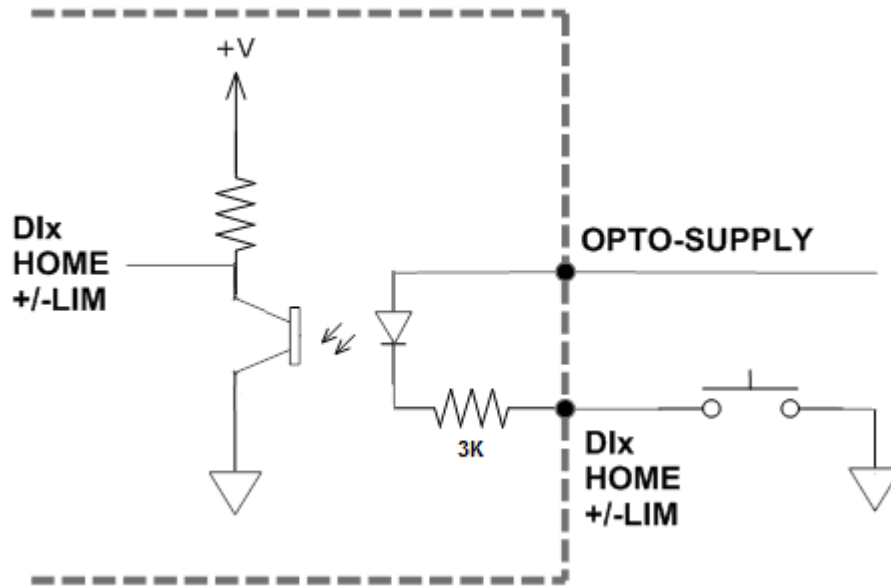 +V
DIx
HOME
+/-LIM
OPTO-SUPPLY
3K
DIx
HOME
+/-LIM